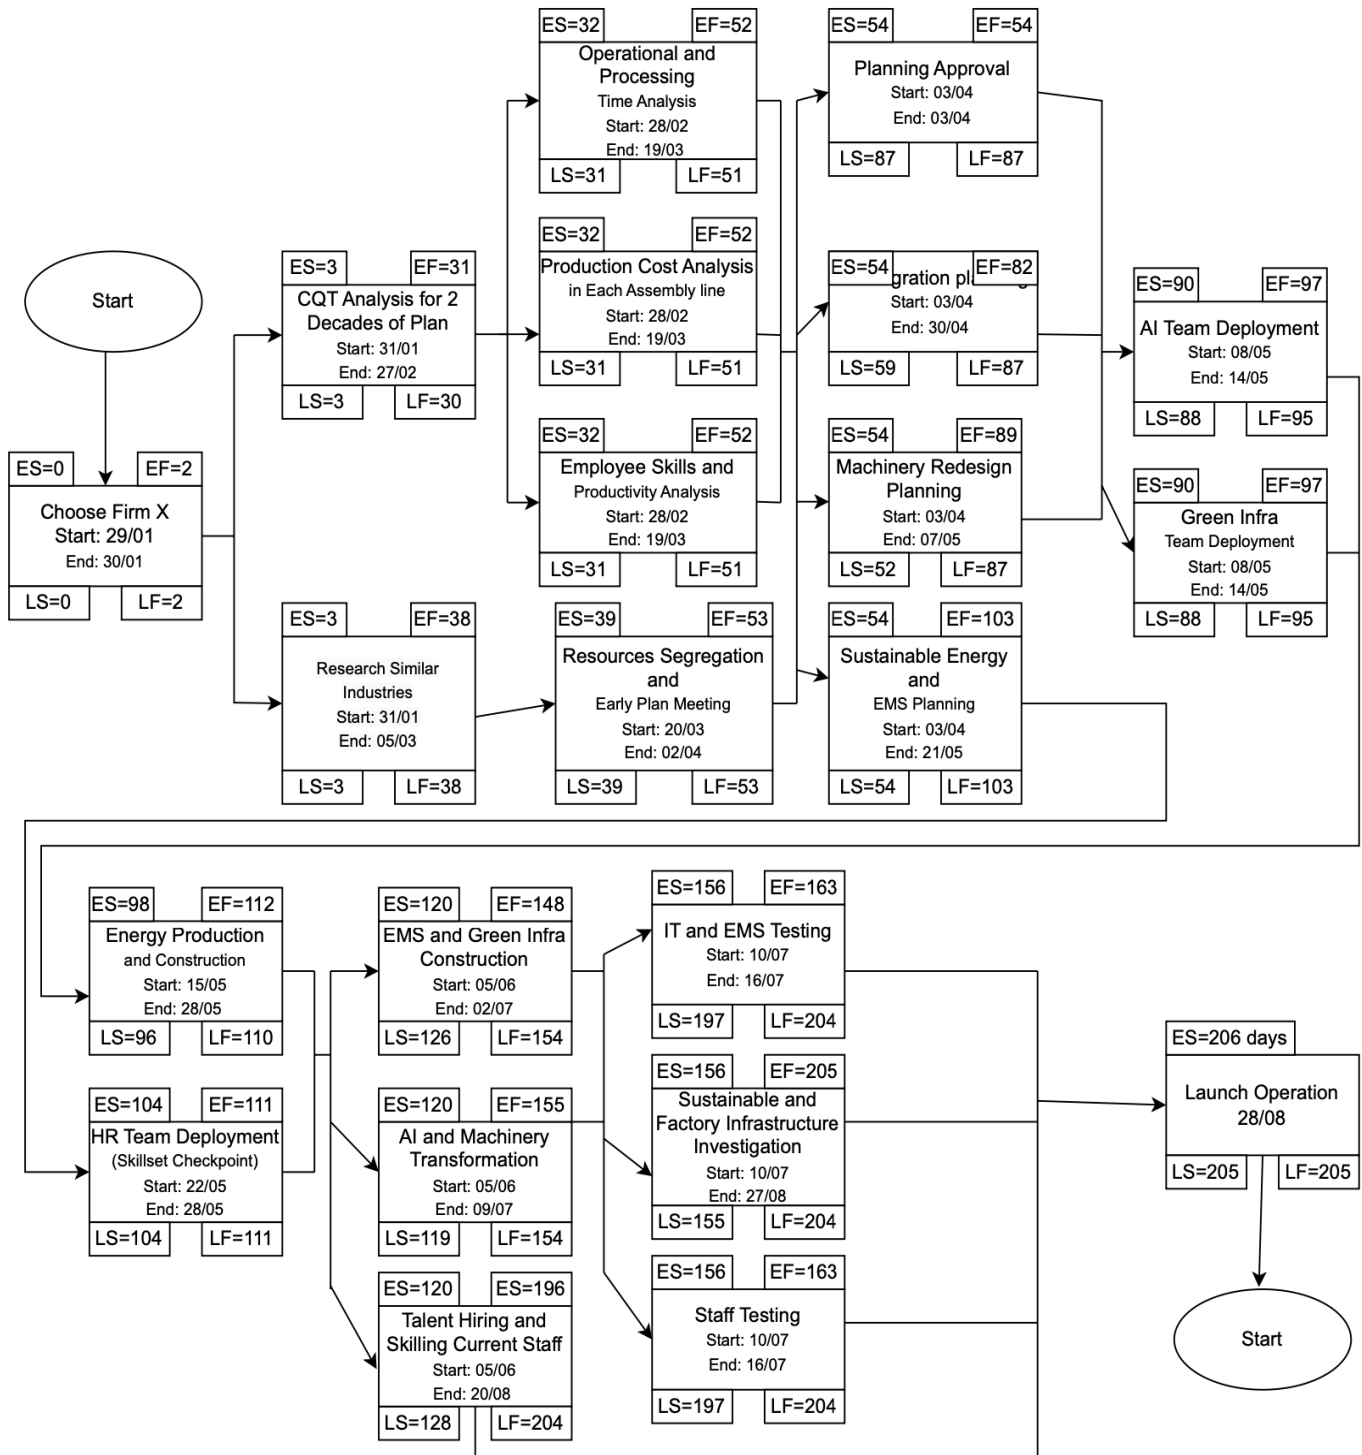 Start
ES=0 EF=2
Choose Firm X
Start: 29/01
End: 30/01
LS=0 LF=2
ES=3 EF=31
CQT Analysis for 2
Decades of Plan
Start: 31/01
End: 27/02
LS=3 LF=30
ES=3 EF=38
Research Similar
Industries
Start: 31/01
End: 05/03
LS=3 LF=38
ES=32 EF=52
Operational and
Processing
Time Analysis
Start: 28/02
End: 19/03
LS=31 LF=51
ES=32 EF=52
Production Cost Analysis
in Each Assembly line
Start: 28/02
End: 19/03
LS=31 LF=51
ES=32 EF=52
Employee Skills and
Productivity Analysis
Start: 28/02
End: 19/03
LS=31 LF=51
ES=39 EF=53
Resources Segregation
and
Early Plan Meeting
Start: 20/03
End: 02/04
LS=39 LF=53
ES=54 EF=54
Planning Approval
Start: 03/04
End: 03/04
LS=87 LF=87
ES=54 EF=82
Start: 03/04
End: 30/04
LS=59 LF=87
ES=54 EF=89
Machinery Redesign
Planning
Start: 03/04
End: 07/05
LS=52 LF=87
ES=54 EF=103
Sustainable Energy
and
EMS Planning
Start: 03/04
End: 21/05
LS=54 LF=103
ES=90 EF=97
AI Team Deployment
Start: 08/05
End: 14/05
LS=88 LF=95
ES=90 EF=97
Green Infra
Team Deployment
Start: 08/05
End: 14/05
LS=88 LF=95
ES=98 EF=112
Energy Production
and Construction
Start: 15/05
End: 28/05
LS=96 LF=110
ES=104 EF=111
HR Team Deployment
(Skillset Checkpoint)
Start: 22/05
End: 28/05
LS=104 LF=111
ES=120 EF=148
EMS and Green Infra
Construction
Start: 05/06
End: 02/07
LS=126 LF=154
ES=120 EF=155
AI and Machinery
Transformation
Start: 05/06
End: 09/07
LS=119 LF=154
ES=120 ES=196
Talent Hiring and
Skilling Current Staff
Start: 05/06
End: 20/08
LS=128 LF=204
ES=156 EF=163
IT and EMS Testing
Start: 10/07
End: 16/07
LS=197 LF=204
ES=156 EF=205
Sustainable and
Factory Infrastructure
Investigation
Start: 10/07
End: 27/08
LS=155 LF=204
ES=156 EF=163
Staff Testing
Start: 10/07
End: 16/07
LS=197 LF=204
ES=206 days
Launch Operation
28/08
LS=205 LF=205
Start